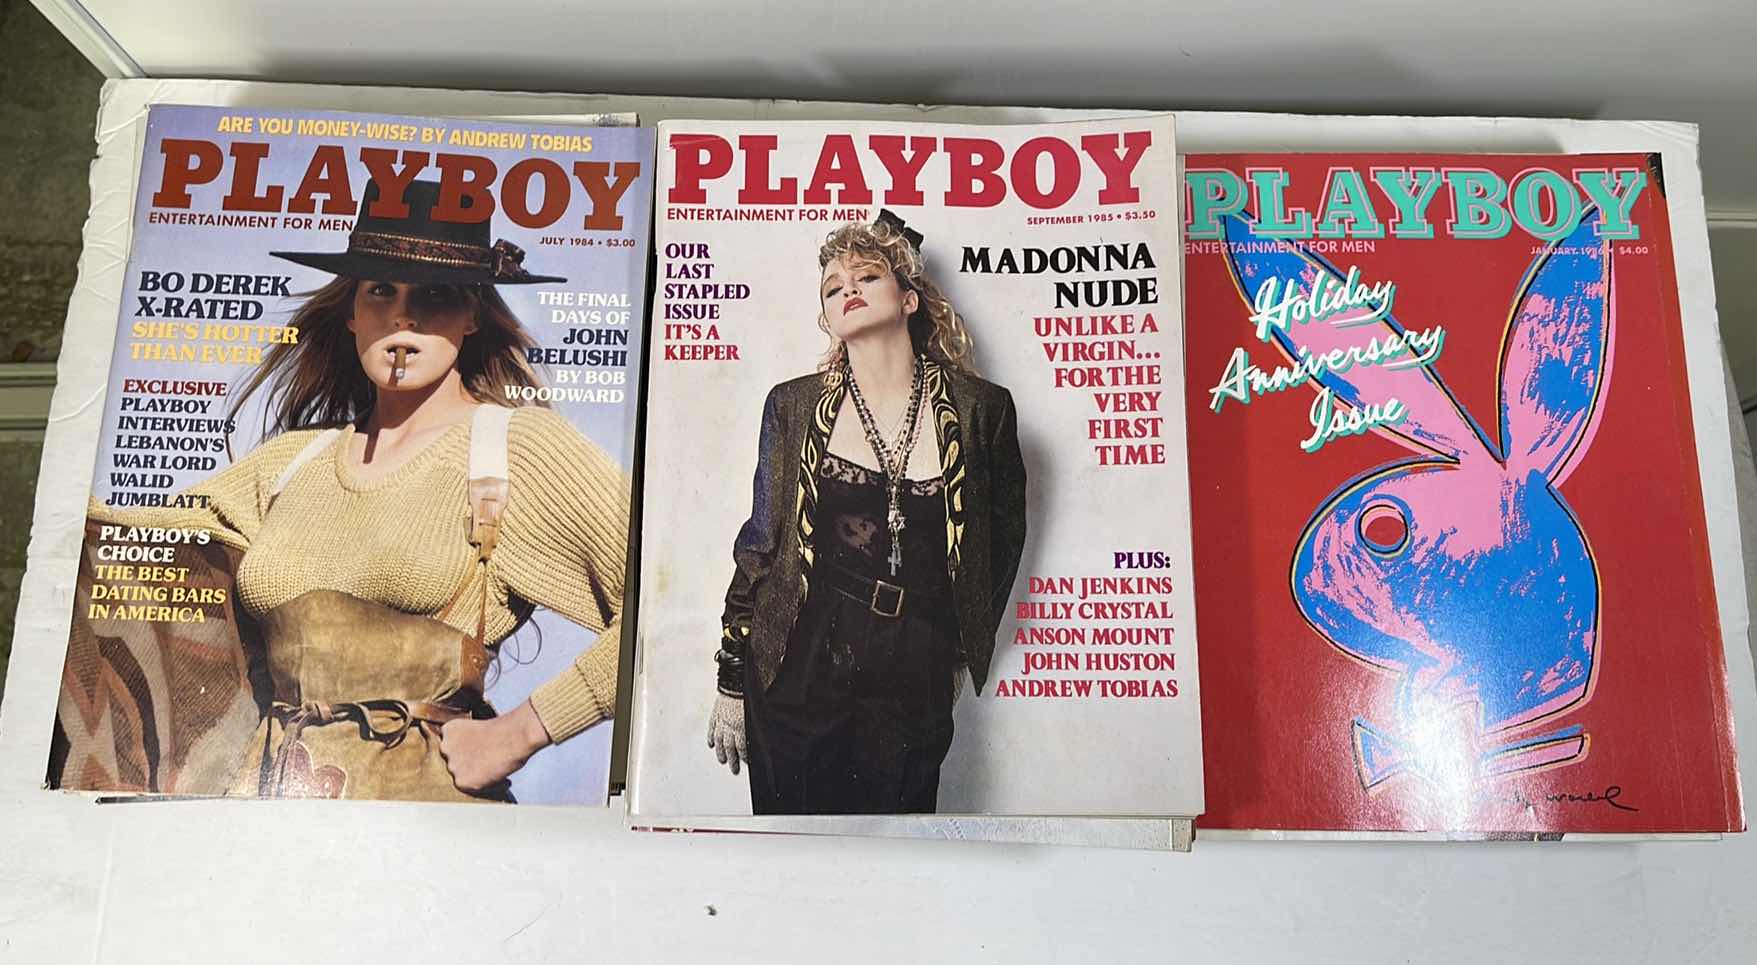 ARE YOU MONEY-WISE? BY ANDREW TOBIAS
PLAYBOY
ENTERTAINMENT FOR MEN
JULY 1984 • $3.00
BO DEREK
X-RATED
SHE'S HOTTER
THAN EVER
EXCLUSIVE
PLAYBOY
INTERVIEWS
LEBANON'S
WAR LORD
WALID
JUMBLATT
PLAYBOY'S
CHOICE
THE BEST
DATING BARS
IN AMERICA
THE FINAL
DAYS OF
JOHN
BELUSHI
BY BOB
WOODWARD
PLAYBOY
ENTERTAINMENT FOR MEN
SEPTEMBER 1985 • $3.50
OUR
LAST
STAPLED
ISSUE
IT'S A
KEEPER
MADONNA
NUDE
UNLIKE A
VIRGIN...
FOR THE
VERY
FIRST
TIME
PLUS:
DAN JENKINS
BILLY CRYSTAL
ANSON MOUNT
JOHN HUSTON
ANDREW TOBIAS
PLAYBOY
ENTERTAINMENT FOR MEN
JANUARY 1986 • $4.00
Holiday
Anniversary
Issue